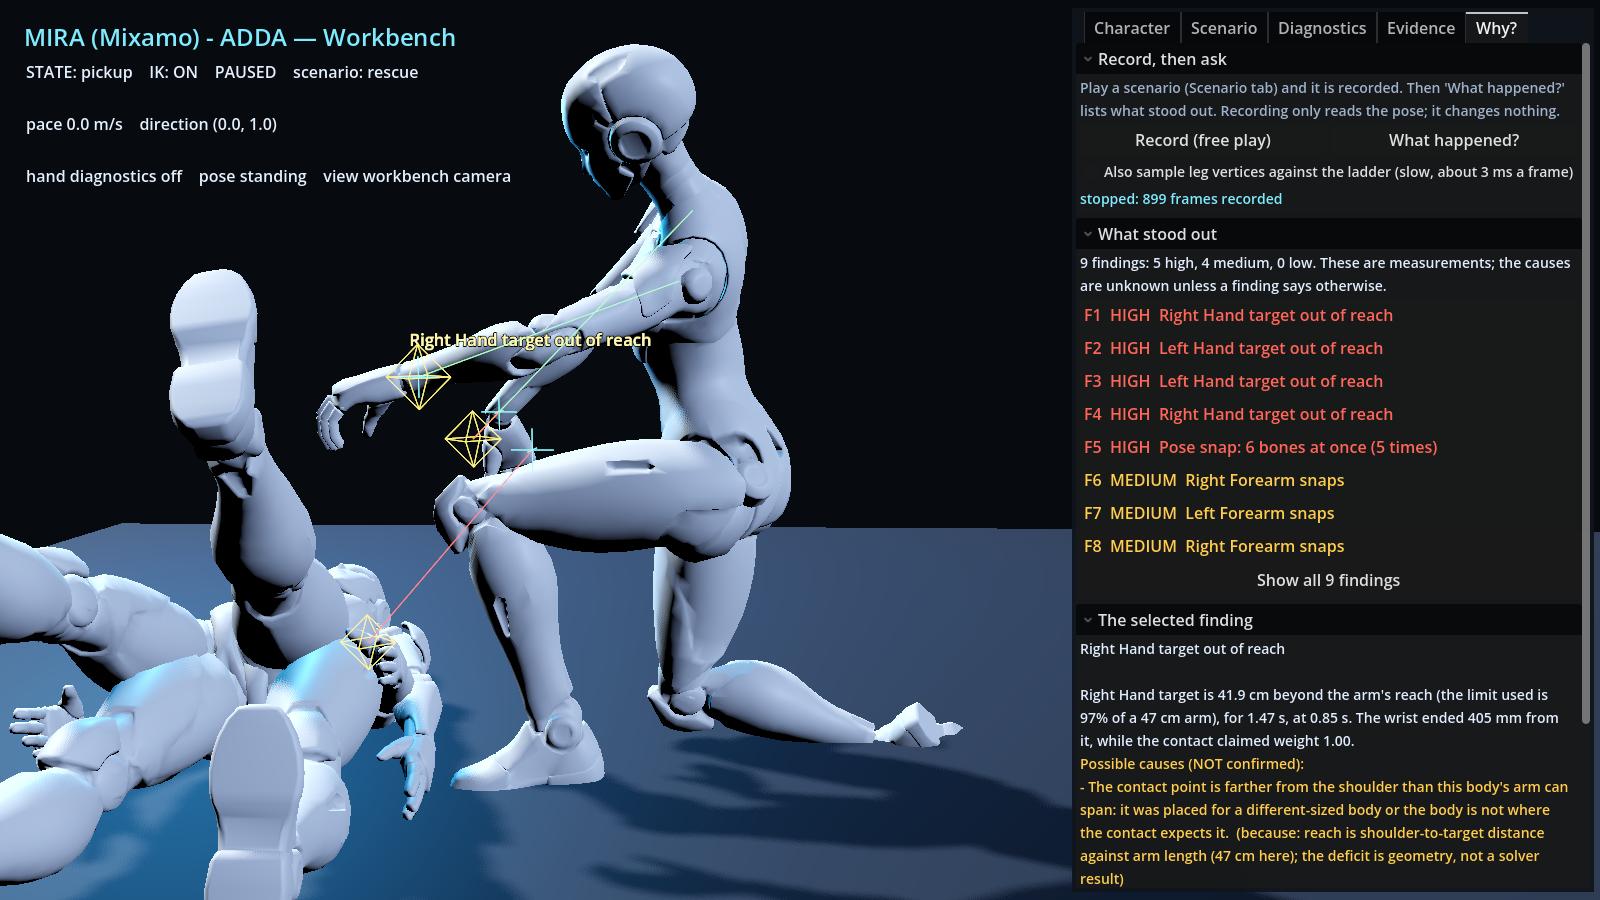 MIRA (Mixamo) - ADDA — Workbench
STATE: pickup IK: ON PAUSED scenario: rescue
pace 0.0 m/s direction (0.0, 1.0)
hand diagnostics off pose standing view workbench camera
Right Hand target out of reach
Character Scenario Diagnostics Evidence Why?
Record, then ask
Play a scenario (Scenario tab) and it is recorded. Then 'What happened?'
lists what stood out. Recording only reads the pose; it changes nothing.
Record (free play) What happened?
Also sample leg vertices against the ladder (slow, about 3 ms a frame)
stopped: 899 frames recorded
What stood out
9 findings: 5 high, 4 medium, 0 low. These are measurements; the causes
are unknown unless a finding says otherwise.
F1 HIGH Right Hand target out of reach
F2 HIGH Left Hand target out of reach
F3 HIGH Left Hand target out of reach
F4 HIGH Right Hand target out of reach
F5 HIGH Pose snap: 6 bones at once (5 times)
F6 MEDIUM Right Forearm snaps
F7 MEDIUM Left Forearm snaps
F8 MEDIUM Right Forearm snaps
Show all 9 findings
The selected finding
Right Hand target out of reach
Right Hand target is 41.9 cm beyond the arm's reach (the limit used is
97% of a 47 cm arm), for 1.47 s, at 0.85 s. The wrist ended 405 mm from
it, while the contact claimed weight 1.00.
Possible causes (NOT confirmed):
- The contact point is farther from the shoulder than this body's arm can
span: it was placed for a different-sized body or the body is not where
the contact expects it. (because: reach is shoulder-to-target distance
against arm length (47 cm here); the deficit is geometry, not a solver
result)